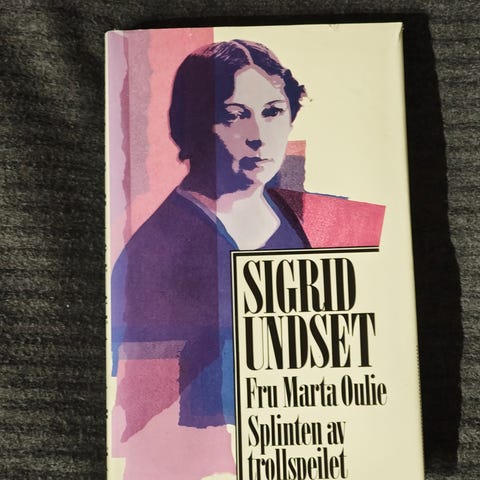 SIGRID
UNDSET
Fru Marta Oulie
Splinten av
trollspeilet